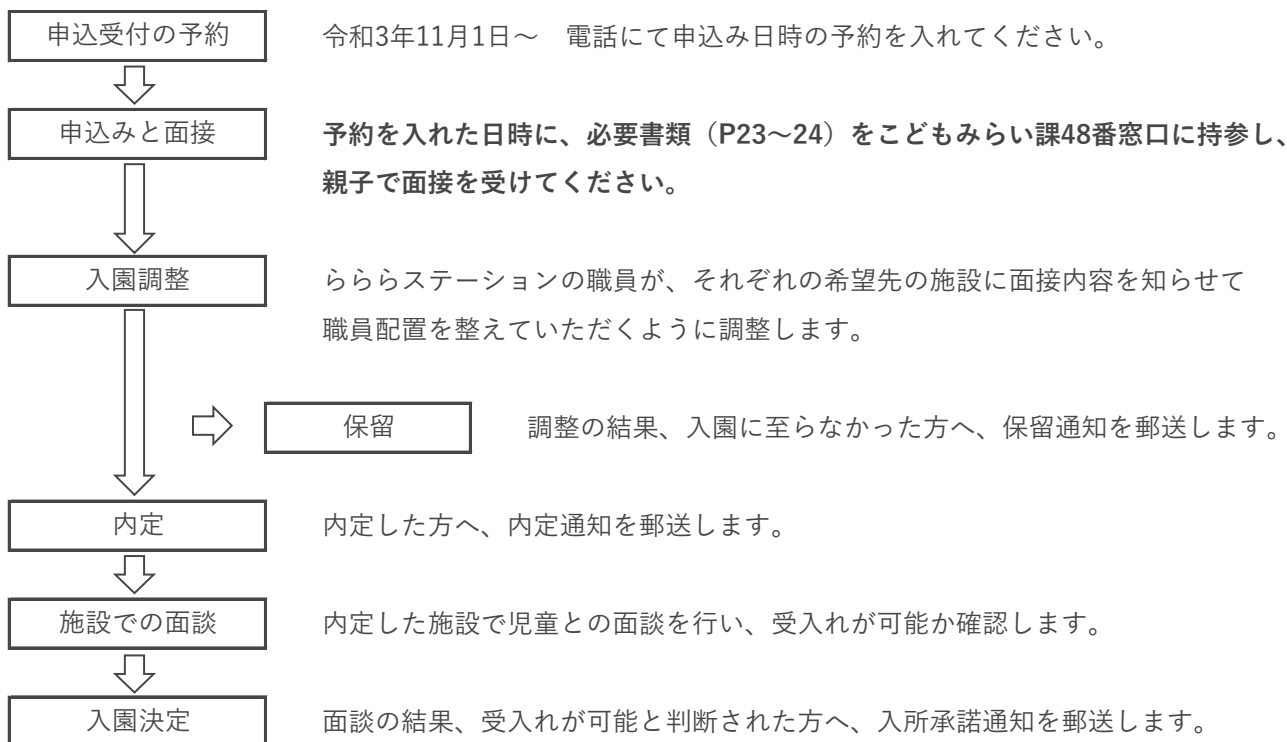 申込受付の予約
令和3年11月1日～　電話にて申込み日時の予約を入れてください。
申込みと面接
予約を入れた日時に、必要書類（P23～24）をこどもみらい課48番窓口に持参し、
親子で面接を受けてください。
入園調整
らららステーションの職員が、それぞれの希望先の施設に面接内容を知らせて
職員配置を整えていただくように調整します。
保留
調整の結果、入園に至らなかった方へ、保留通知を郵送します。
内定
内定した方へ、内定通知を郵送します。
施設での面談
内定した施設で児童との面談を行い、受入れが可能か確認します。
入園決定
面談の結果、受入れが可能と判断された方へ、入所承諾通知を郵送します。